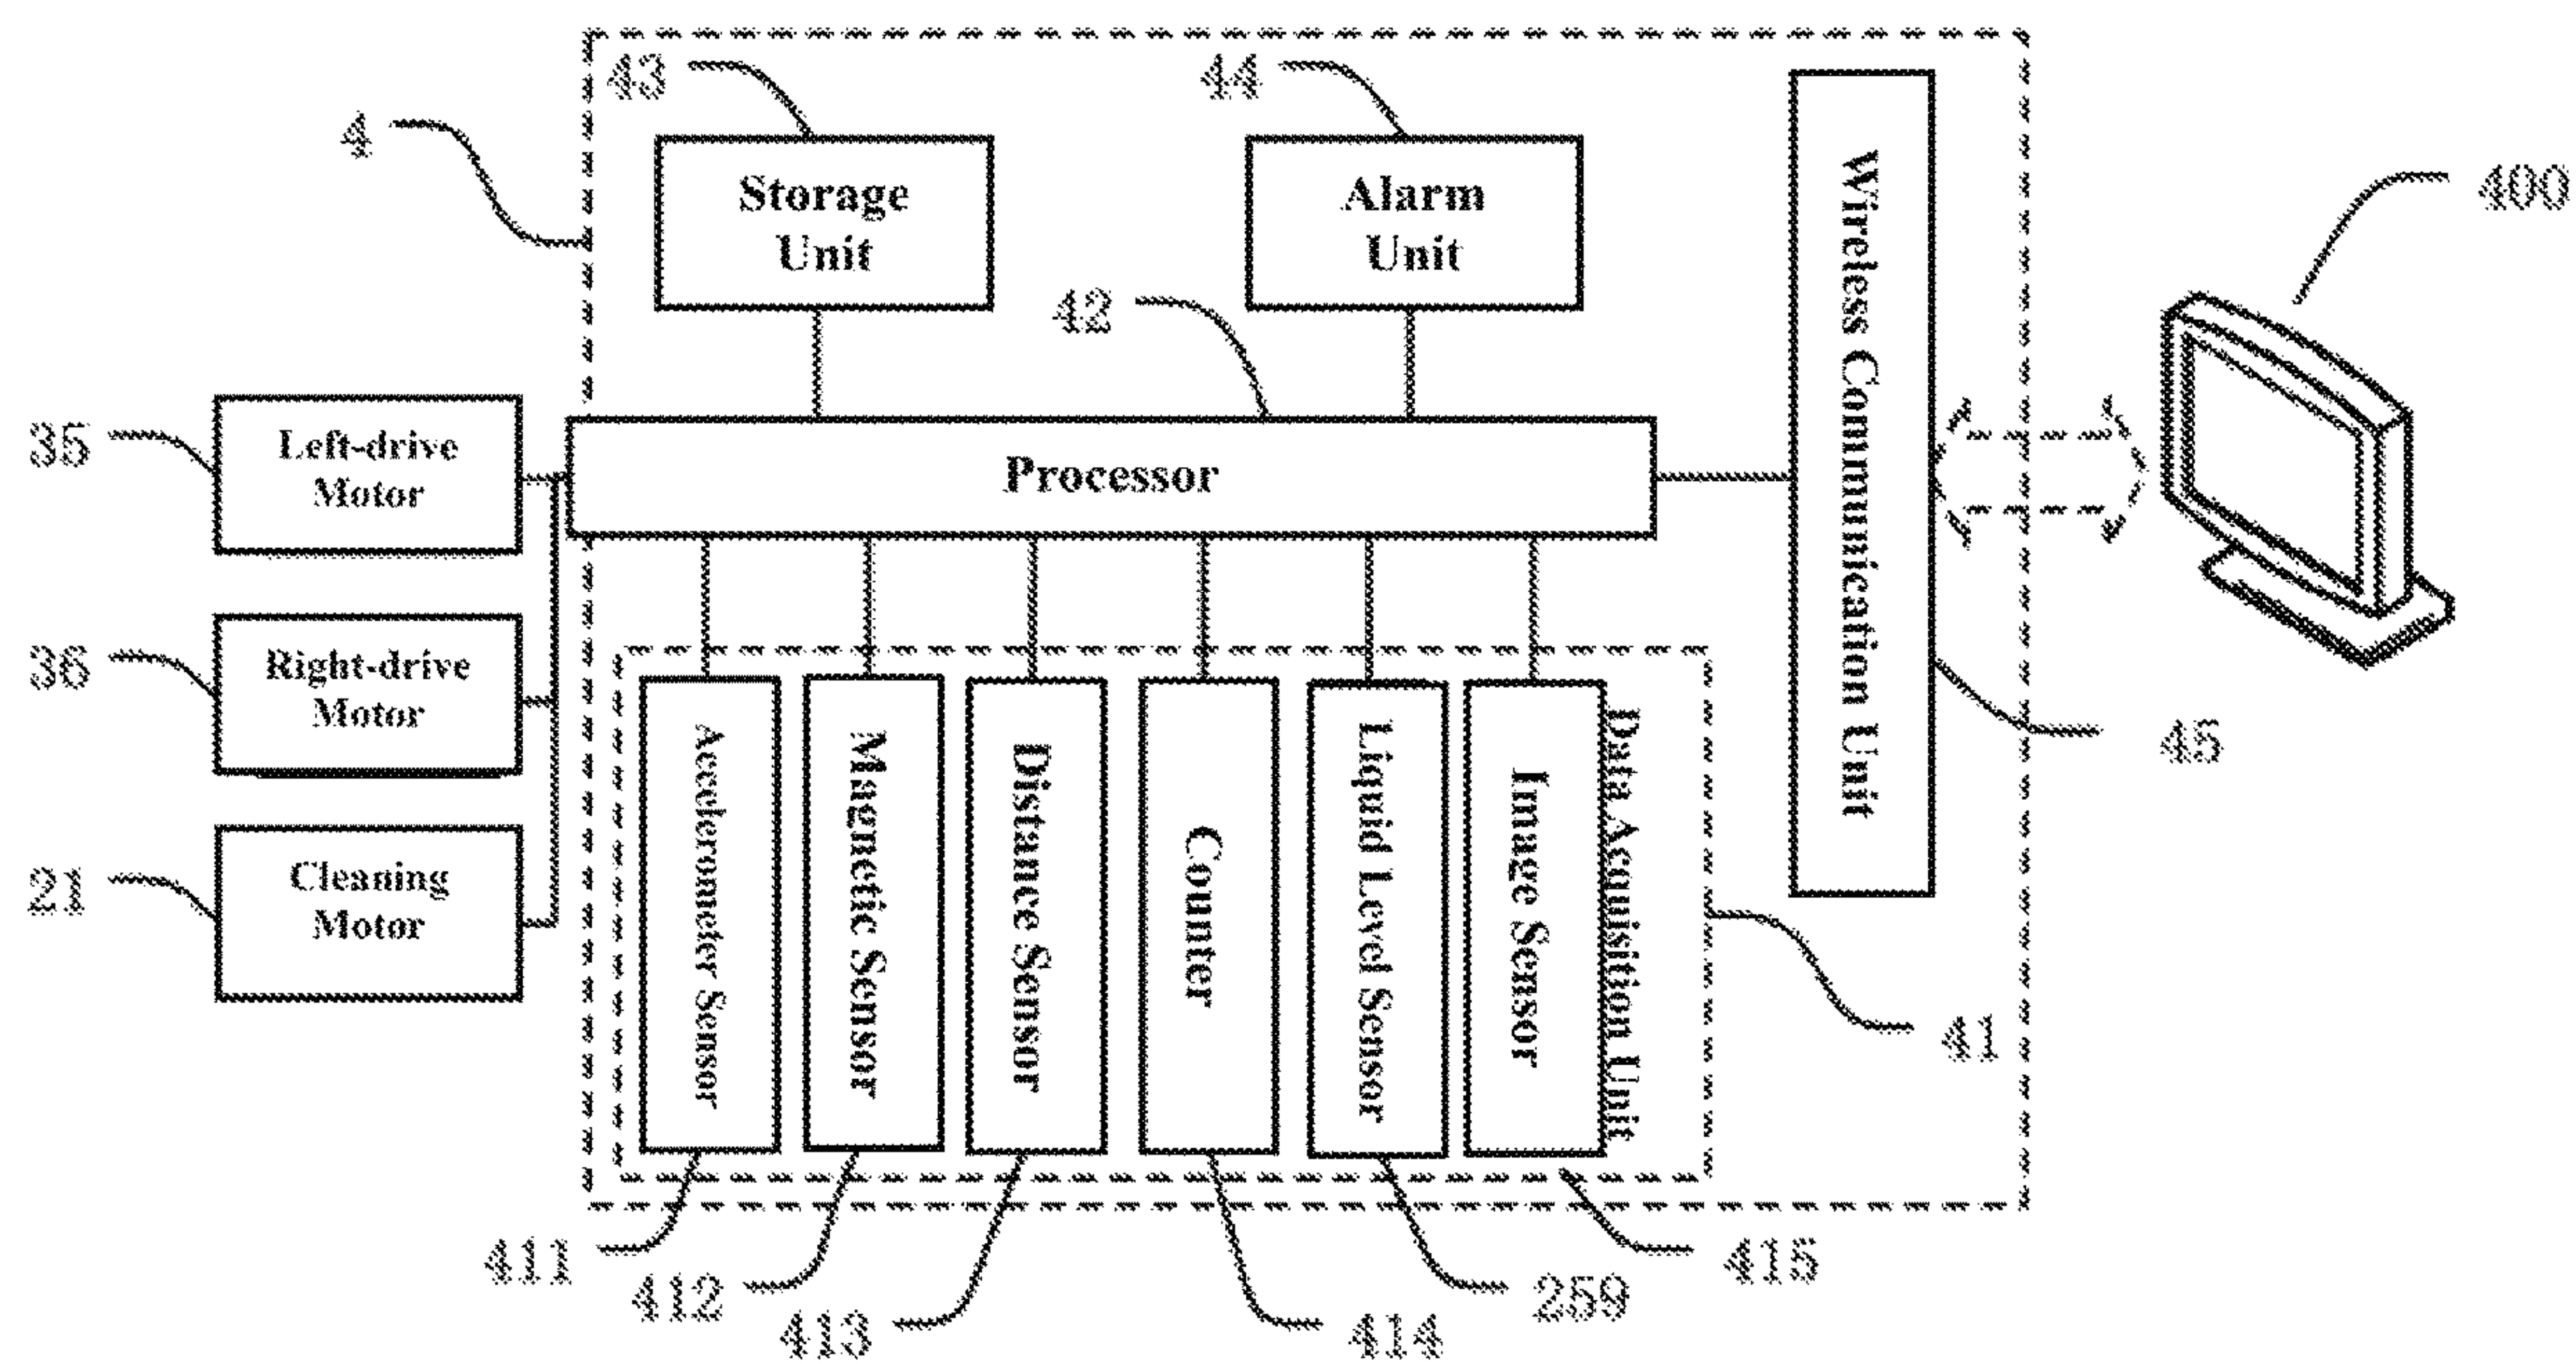 43
44
4
400
Storage
Unit
Alarm
Unit
42
Wireless Communication Unit
35
Left-drive
Motor
Processor
36
Right-drive
Motor
45
21
Cleaning
Motor
Acceleromcter Sensor
Magnetic Sensor
Distance Sensor
Counter
Liquid Level Sensor
Image Sensor
Data Acquisition Unit
41
411
412
413
414
259
415